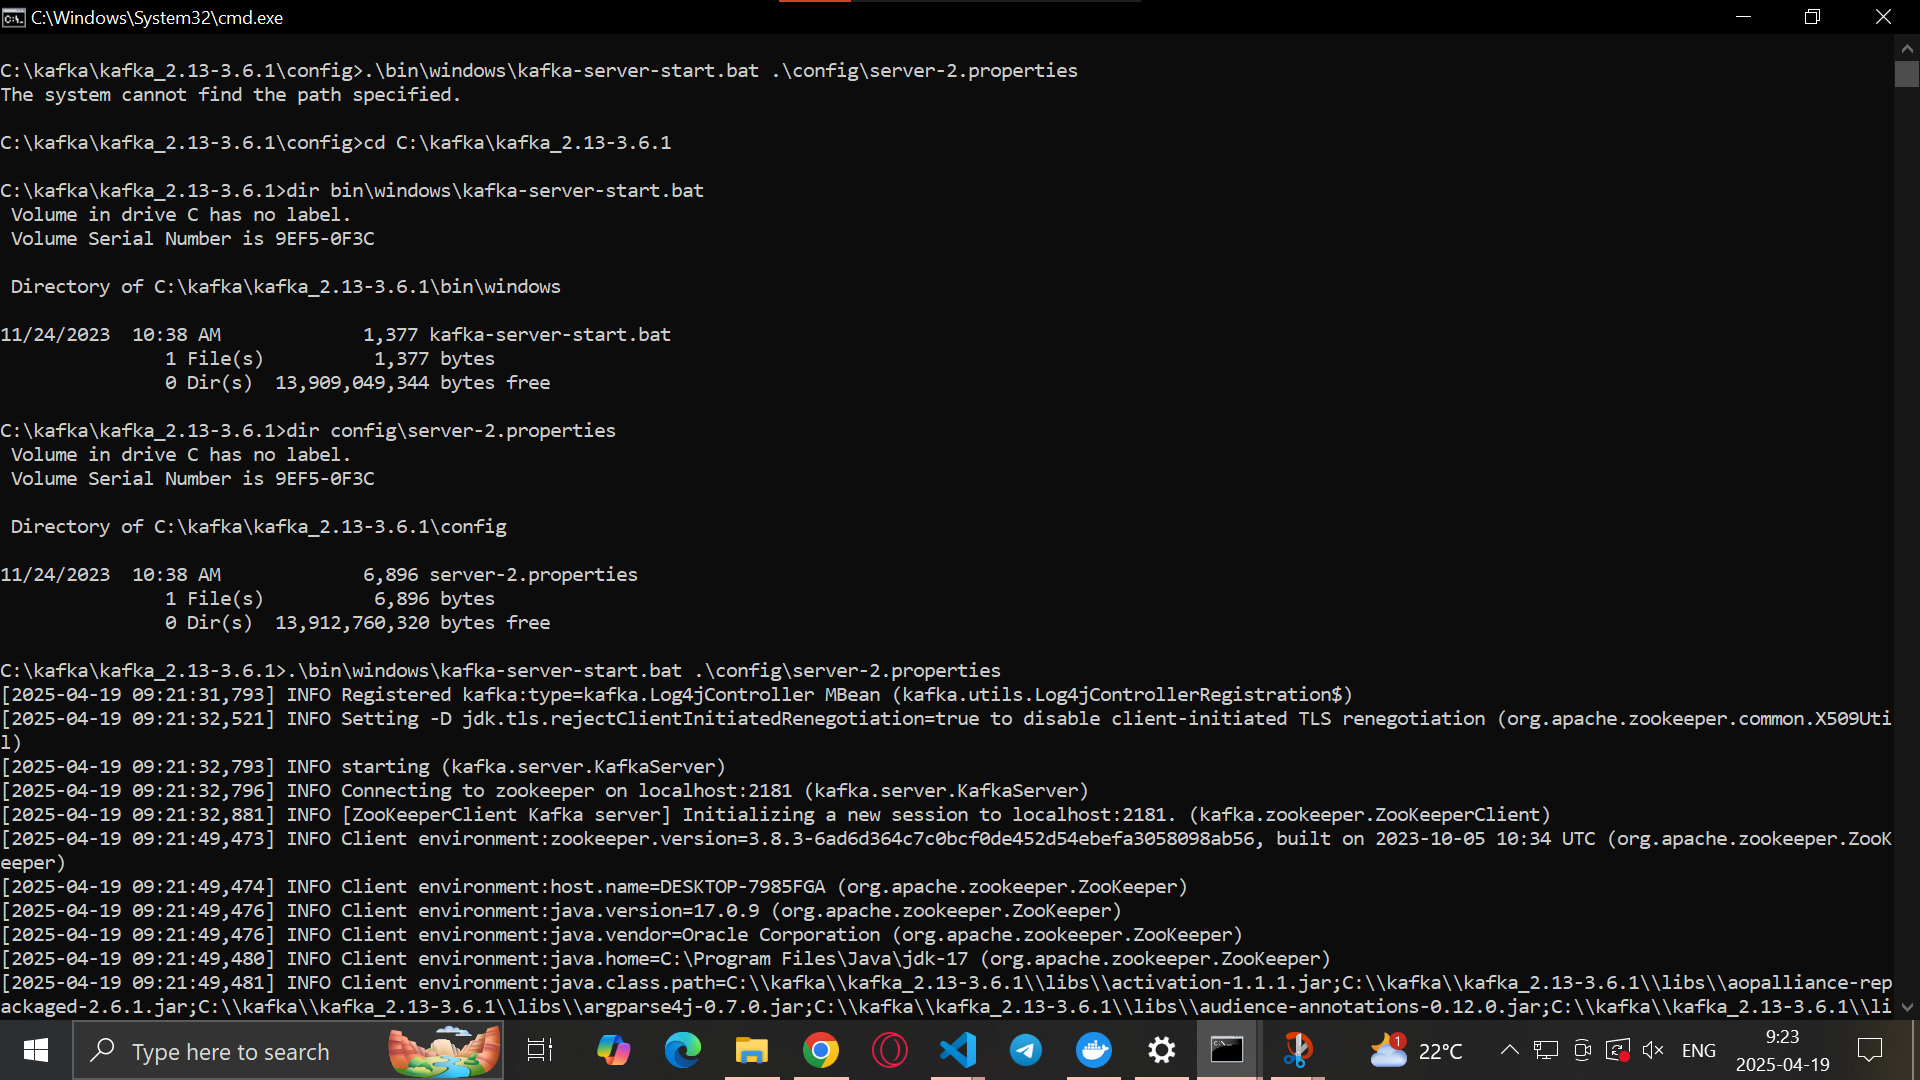 C:\Windows\System32\cmd.exe
C:\kafka\kafka_2.13-3.6.1\config>.\bin\windows\kafka-server-start.bat .\config\server-2.properties
The system cannot find the path specified.
C:\kafka\kafka_2.13-3.6.1\config>cd C:\kafka\kafka_2.13-3.6.1
C:\kafka\kafka_2.13-3.6.1>dir bin\windows\kafka-server-start.bat
 Volume in drive C has no label.
 Volume Serial Number is 9EF5-0F3C
 Directory of C:\kafka\kafka_2.13-3.6.1\bin\windows
11/24/2023  10:38 AM             1,377 kafka-server-start.bat
               1 File(s)          1,377 bytes
               0 Dir(s)  13,909,049,344 bytes free
C:\kafka\kafka_2.13-3.6.1>dir config\server-2.properties
 Volume in drive C has no label.
 Volume Serial Number is 9EF5-0F3C
 Directory of C:\kafka\kafka_2.13-3.6.1\config
11/24/2023  10:38 AM             6,896 server-2.properties
               1 File(s)          6,896 bytes
               0 Dir(s)  13,912,760,320 bytes free
C:\kafka\kafka_2.13-3.6.1>.\bin\windows\kafka-server-start.bat .\config\server-2.properties
[2025-04-19 09:21:31,793] INFO Registered kafka:type=kafka.Log4jController MBean (kafka.utils.Log4jControllerRegistration$)
[2025-04-19 09:21:32,521] INFO Setting -D jdk.tls.rejectClientInitiatedRenegotiation=true to disable client-initiated TLS renegotiation (org.apache.zookeeper.common.X509Uti
l)
[2025-04-19 09:21:32,793] INFO starting (kafka.server.KafkaServer)
[2025-04-19 09:21:32,796] INFO Connecting to zookeeper on localhost:2181 (kafka.server.KafkaServer)
[2025-04-19 09:21:32,881] INFO [ZooKeeperClient Kafka server] Initializing a new session to localhost:2181. (kafka.zookeeper.ZooKeeperClient)
[2025-04-19 09:21:49,473] INFO Client environment:zookeeper.version=3.8.3-6ad6d364c7c0bcf0de452d54ebefa3058098ab56, built on 2023-10-05 10:34 UTC (org.apache.zookeeper.ZooK
eeper)
[2025-04-19 09:21:49,474] INFO Client environment:host.name=DESKTOP-7985FGA (org.apache.zookeeper.ZooKeeper)
[2025-04-19 09:21:49,476] INFO Client environment:java.version=17.0.9 (org.apache.zookeeper.ZooKeeper)
[2025-04-19 09:21:49,476] INFO Client environment:java.vendor=Oracle Corporation (org.apache.zookeeper.ZooKeeper)
[2025-04-19 09:21:49,480] INFO Client environment:java.home=C:\Program Files\Java\jdk-17 (org.apache.zookeeper.ZooKeeper)
[2025-04-19 09:21:49,481] INFO Client environment:java.class.path=C:\\kafka\\kafka_2.13-3.6.1\\libs\\activation-1.1.1.jar;C:\\kafka\\kafka_2.13-3.6.1\\libs\\aopalliance-rep
ackaged-2.6.1.jar;C:\\kafka\\kafka_2.13-3.6.1\\libs\\argparse4j-0.7.0.jar;C:\\kafka\\kafka_2.13-3.6.1\\libs\\audience-annotations-0.12.0.jar;C:\\kafka\\kafka_2.13-3.6.1\\li
Type here to search
1
22°C
ENG
9:23
2025-04-19